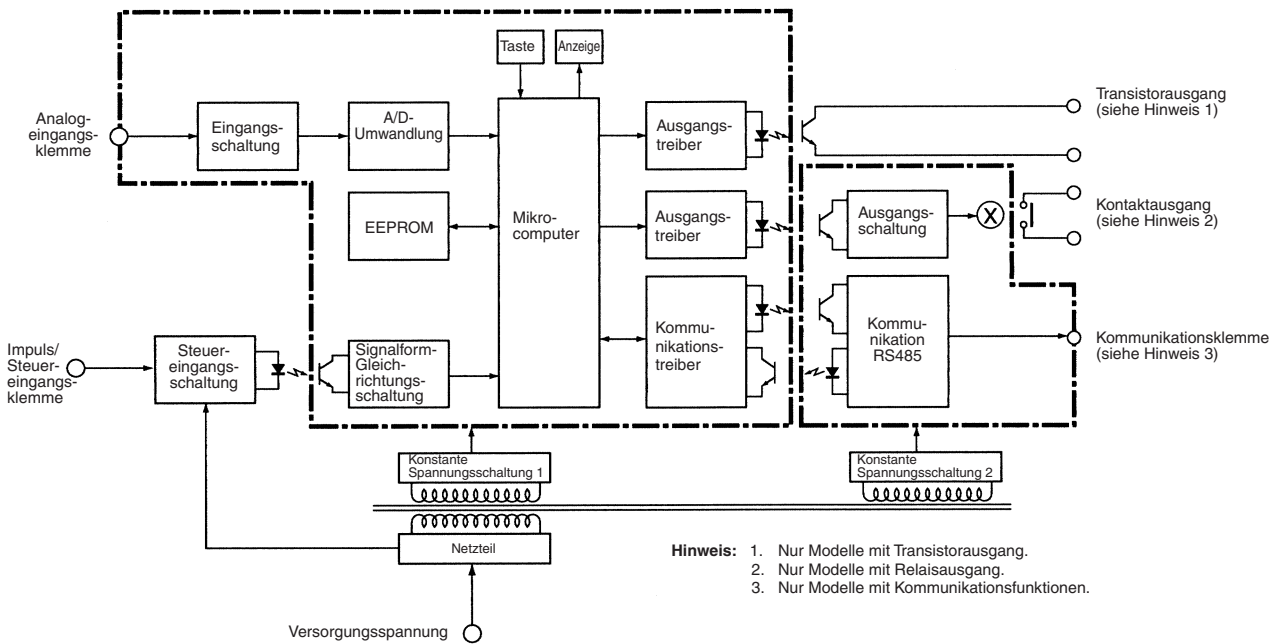 Taste
Anzeige
Analog-
eingangs-
klemme
Eingangs-
schaltung
A/D-
Umwandlung
Ausgangs-
treiber
Transistorausgang
(siehe Hinweis 1)
EEPROM
Mikro-
computer
Ausgangs-
treiber
Ausgangs-
schaltung
Kontaktausgang
(siehe Hinweis 2)
Impuls/
Steuer-
eingangs-
klemme
Steuer-
eingangs-
schaltung
Signalform-
Gleich-
richtungs-
schaltung
Kommu-
nikations-
treiber
Kommu-
nikation
RS485
Kommunikationsklemme
(siehe Hinweis 3)
Konstante
Spannungsschaltung 1
Konstante
Spannungsschaltung 2
Netzteil
Versorgungsspannung
Hinweis: 1. Nur Modelle mit Transistorausgang.
2. Nur Modelle mit Relaisausgang.
3. Nur Modelle mit Kommunikationsfunktionen.